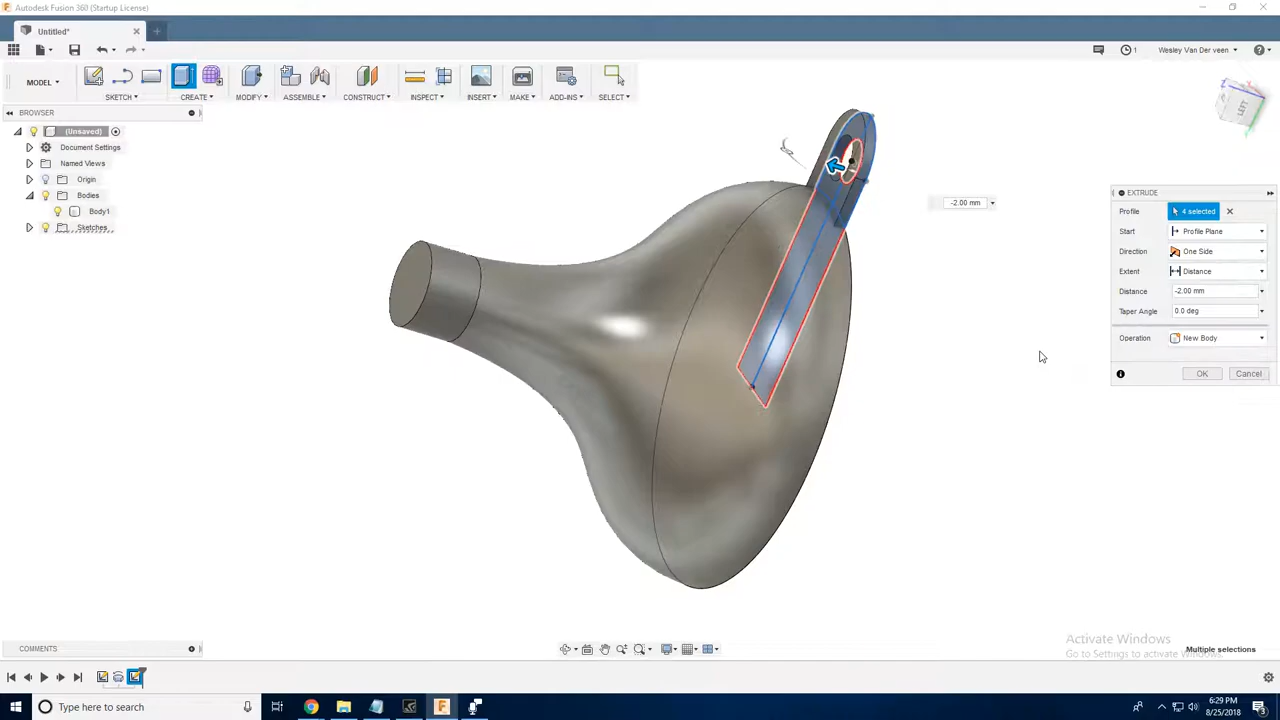 Autodesk Fusion 360 (Startup License)
Untitled*
1
Wesley Van Der veen
MODEL
SKETCH
CREATE
MODIFY
ASSEMBLE
CONSTRUCT
INSPECT
INSERT
MAKE
ADD-INS
SELECT
BROWSER
(Unsaved)
Document Settings
Named Views
Origin
Bodies
Body1
Sketches
LEFT
-2.00 mm
EXTRUDE
Profile 4 selected
Start Profile Plane
Direction One Side
Extent Distance
Distance -2.00 mm
Taper Angle 0.0 deg
Operation New Body
OK Cancel
Activate Windows
Go to Settings to activate Windows.
Multiple selections
COMMENTS
Type here to search
6:29 PM
8/25/2018
3